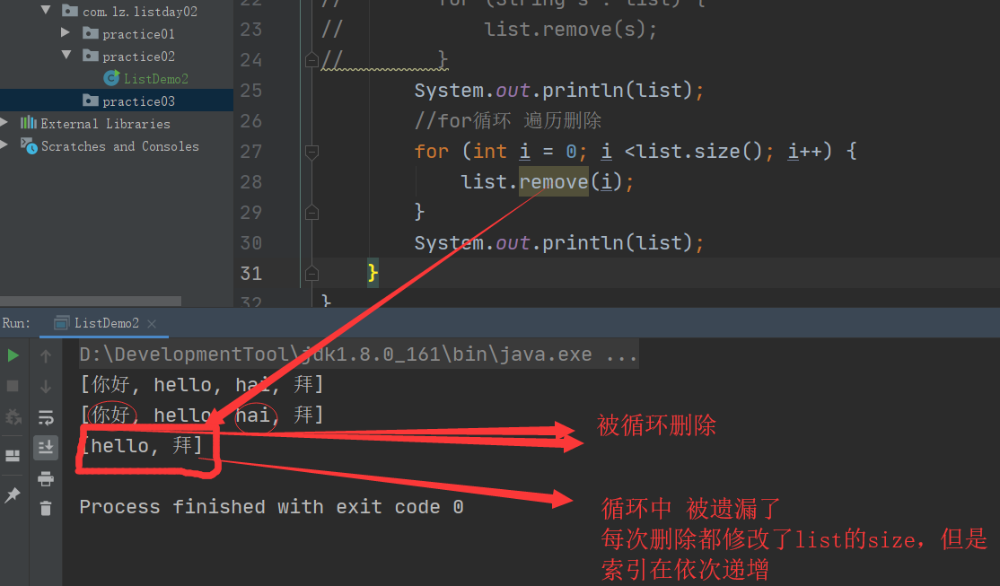 com.lz.listday02
practice01
practice02
ListDemo2
practice03
External Libraries
Scratches and Consoles
22 // for (String s : list) {
23 // list.remove(s);
24 // }
25 System.out.println(list);
26 //for循环 遍历删除
27 for (int i = 0; i <list.size(); i++) {
28 list.remove(i);
29 }
30 System.out.println(list);
31 }
32 }
Run: ListDemo2
D:\DevelopmentTool\jdk1.8.0_161\bin\java.exe ...
[你好, hello, hai, 拜]
[你好, hello, hai, 拜]
[hello, 拜]
Process finished with exit code 0
被循环删除
循环中 被遗漏了
每次删除都修改了list的size，但是
索引在依次递增